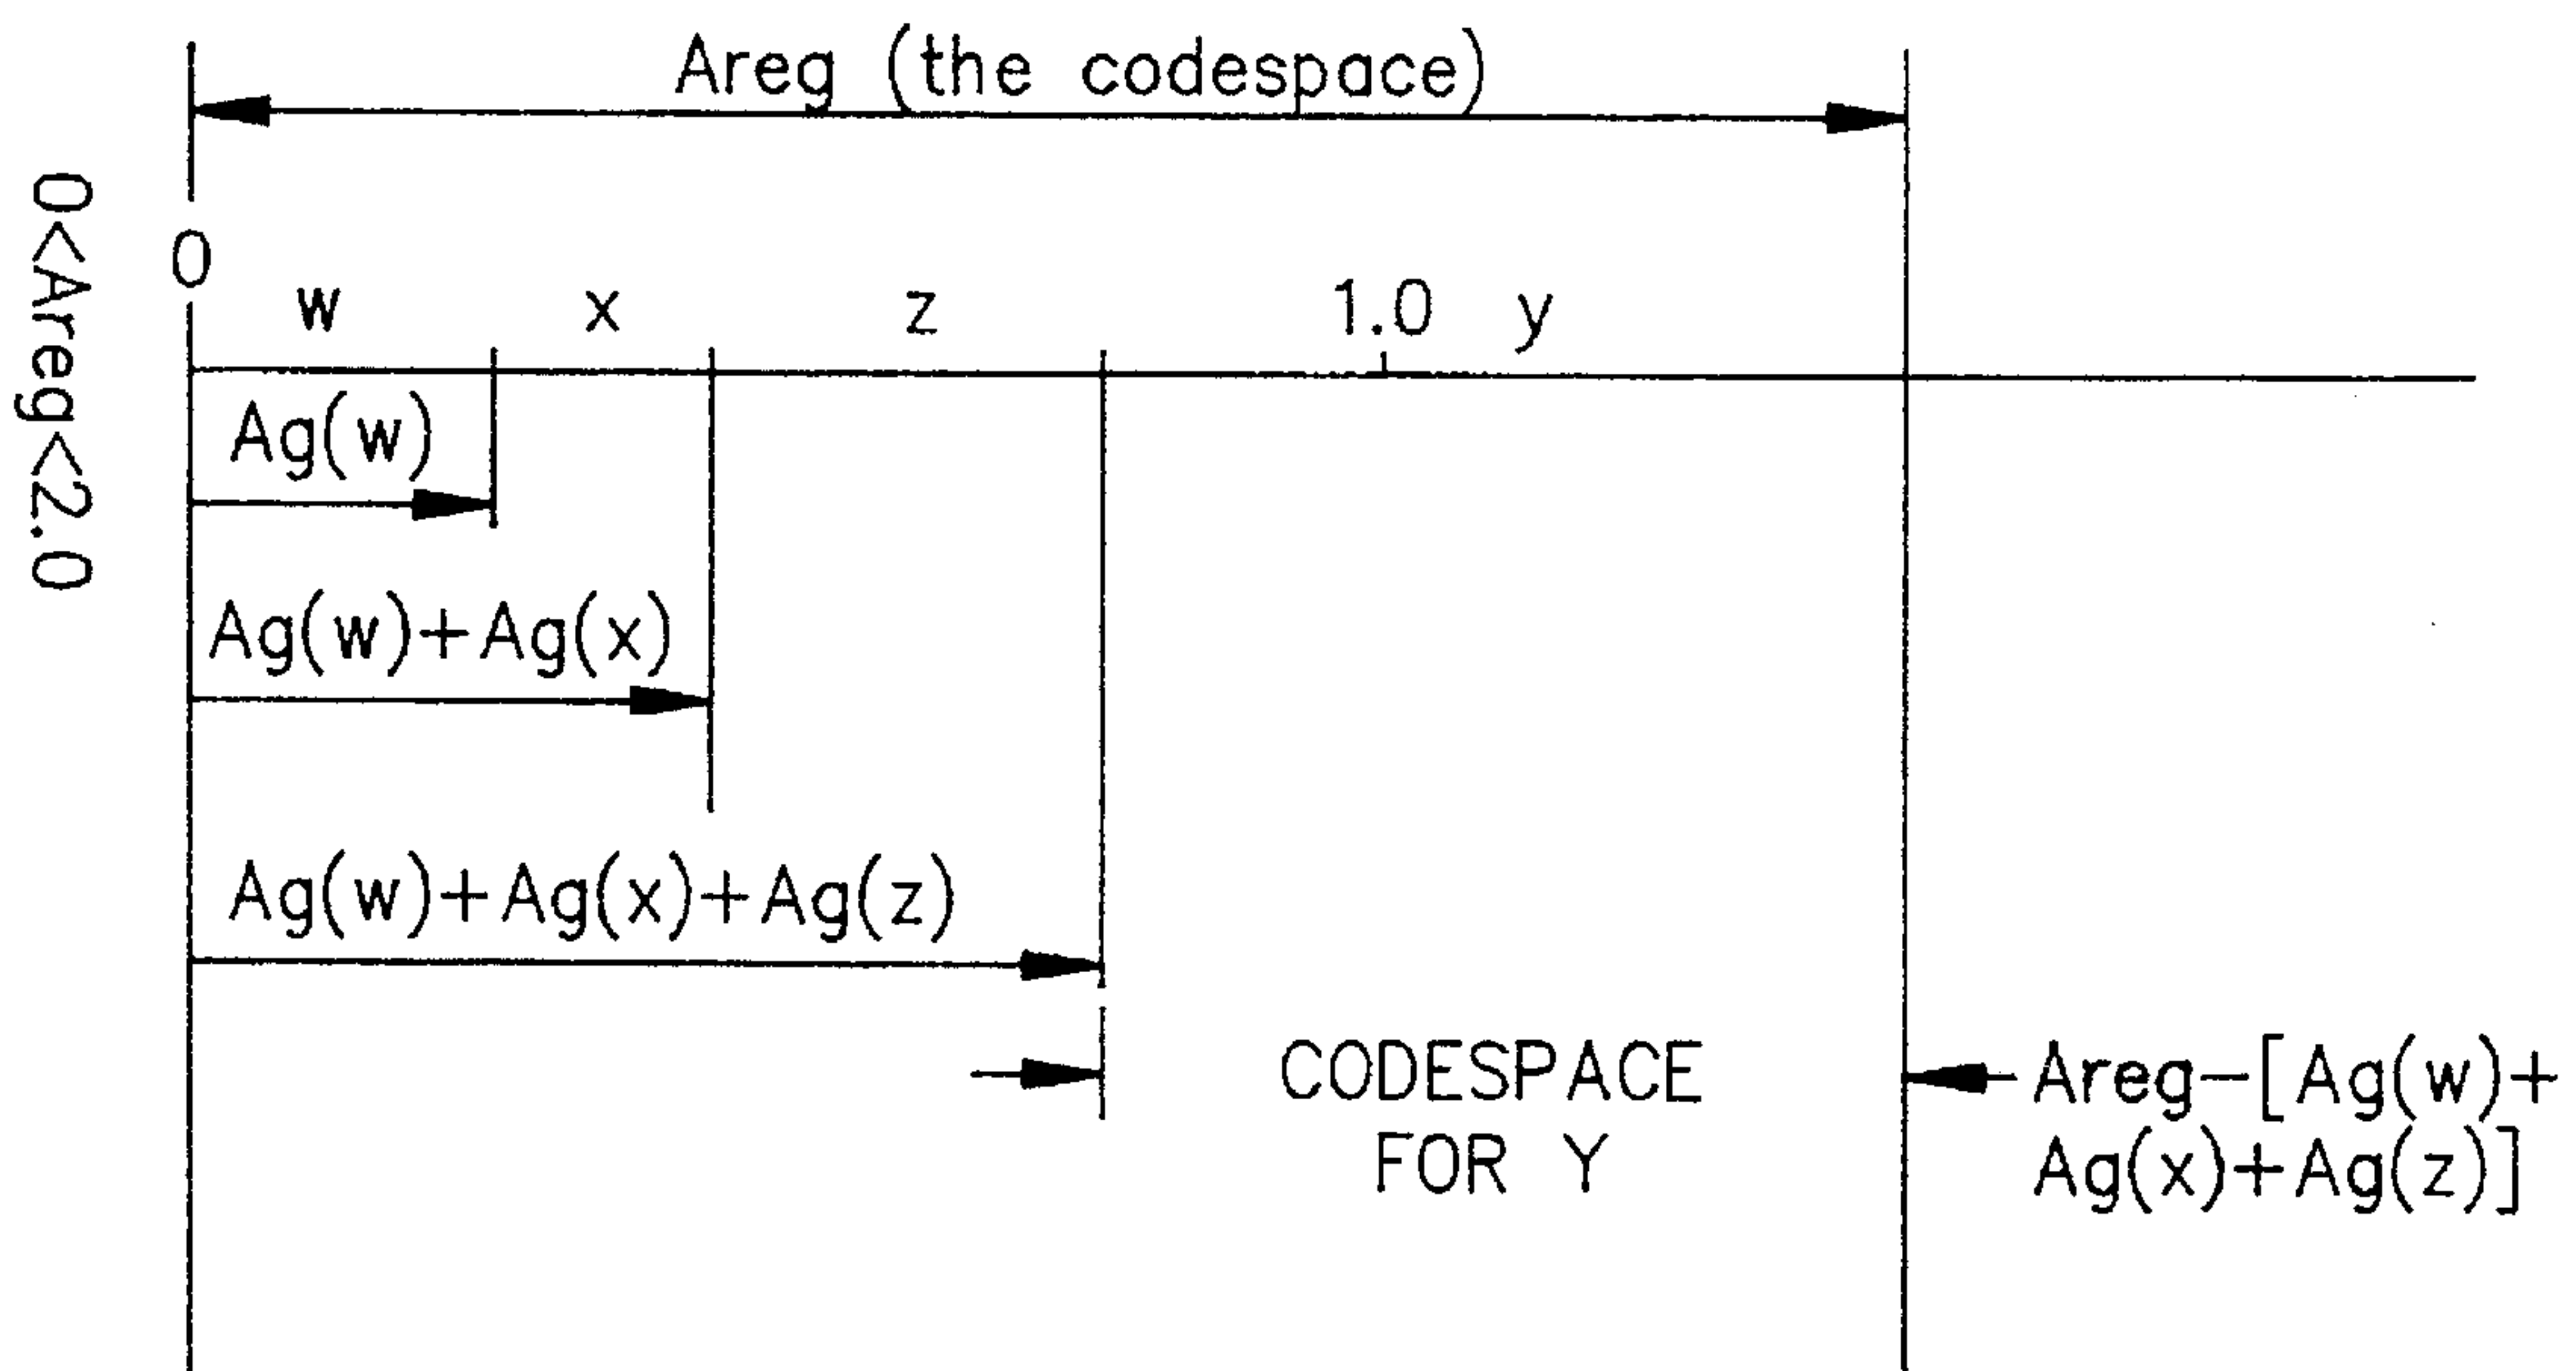 Areg (the codespace)
0<Areg<2.0
0
w x z 1.0 y
Ag(w)
Ag(w)+Ag(x)
Ag(w)+Ag(x)+Ag(z)
CODESPACE
FOR Y
Areg-[Ag(w)+
Ag(x)+Ag(z)]